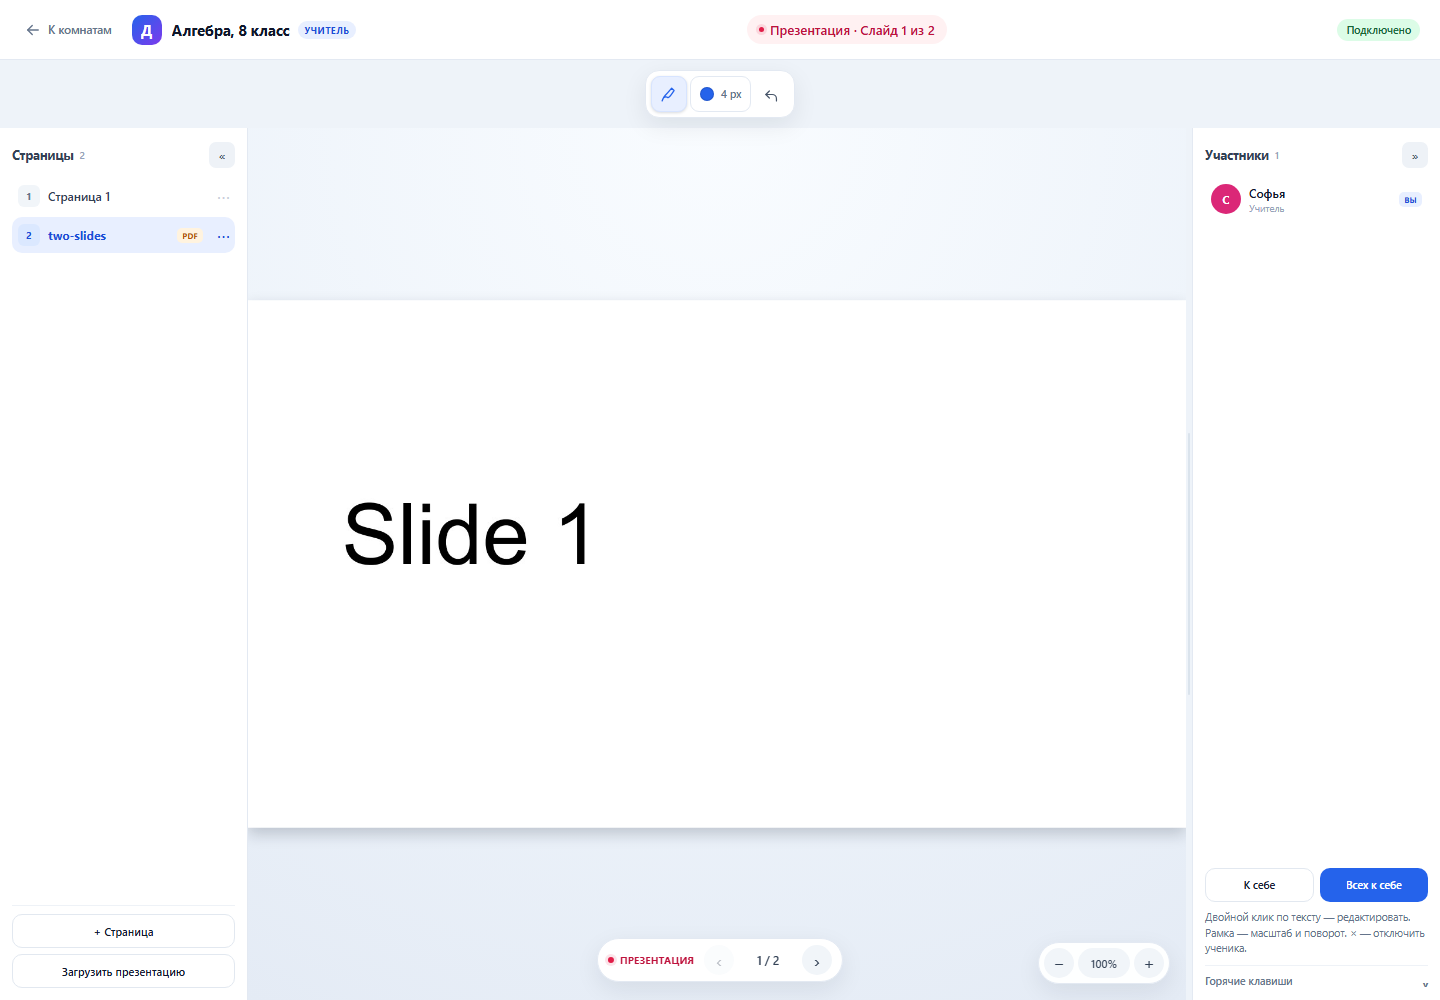 К комнатам
Д
Алгебра, 8 класс
УЧИТЕЛЬ
Презентация · Слайд 1 из 2
Подключено
4 px
Страницы 2
«
1 Страница 1 ...
2 two-slides PDF ...
+ Страница
Загрузить презентацию
Slide 1
ПРЕЗЕНТАЦИЯ ‹ 1 / 2 ›
− 100% +
Участники 1
»
С
Софья
Учитель
ВЫ
К себе
Всех к себе
Двойной клик по тексту — редактировать.
Рамка — масштаб и поворот. × — отключить
ученика.
Горячие клавиши